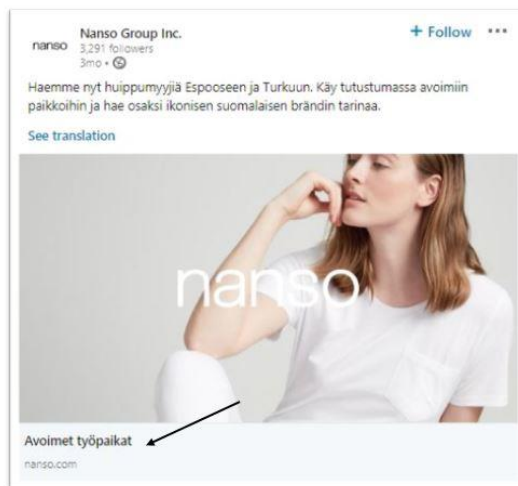 nanso
Nanso Group Inc.
3,291 followers
3mo •
+ Follow
Haemme nyt huippumyyjiä Espooseen ja Turkuun. Käy tutustumassa avoimiin
paikkoihin ja hae osaksi ikonisen suomalaisen brändin tarinaa.
See translation
nanso
Avoimet työpaikat
nanso.com